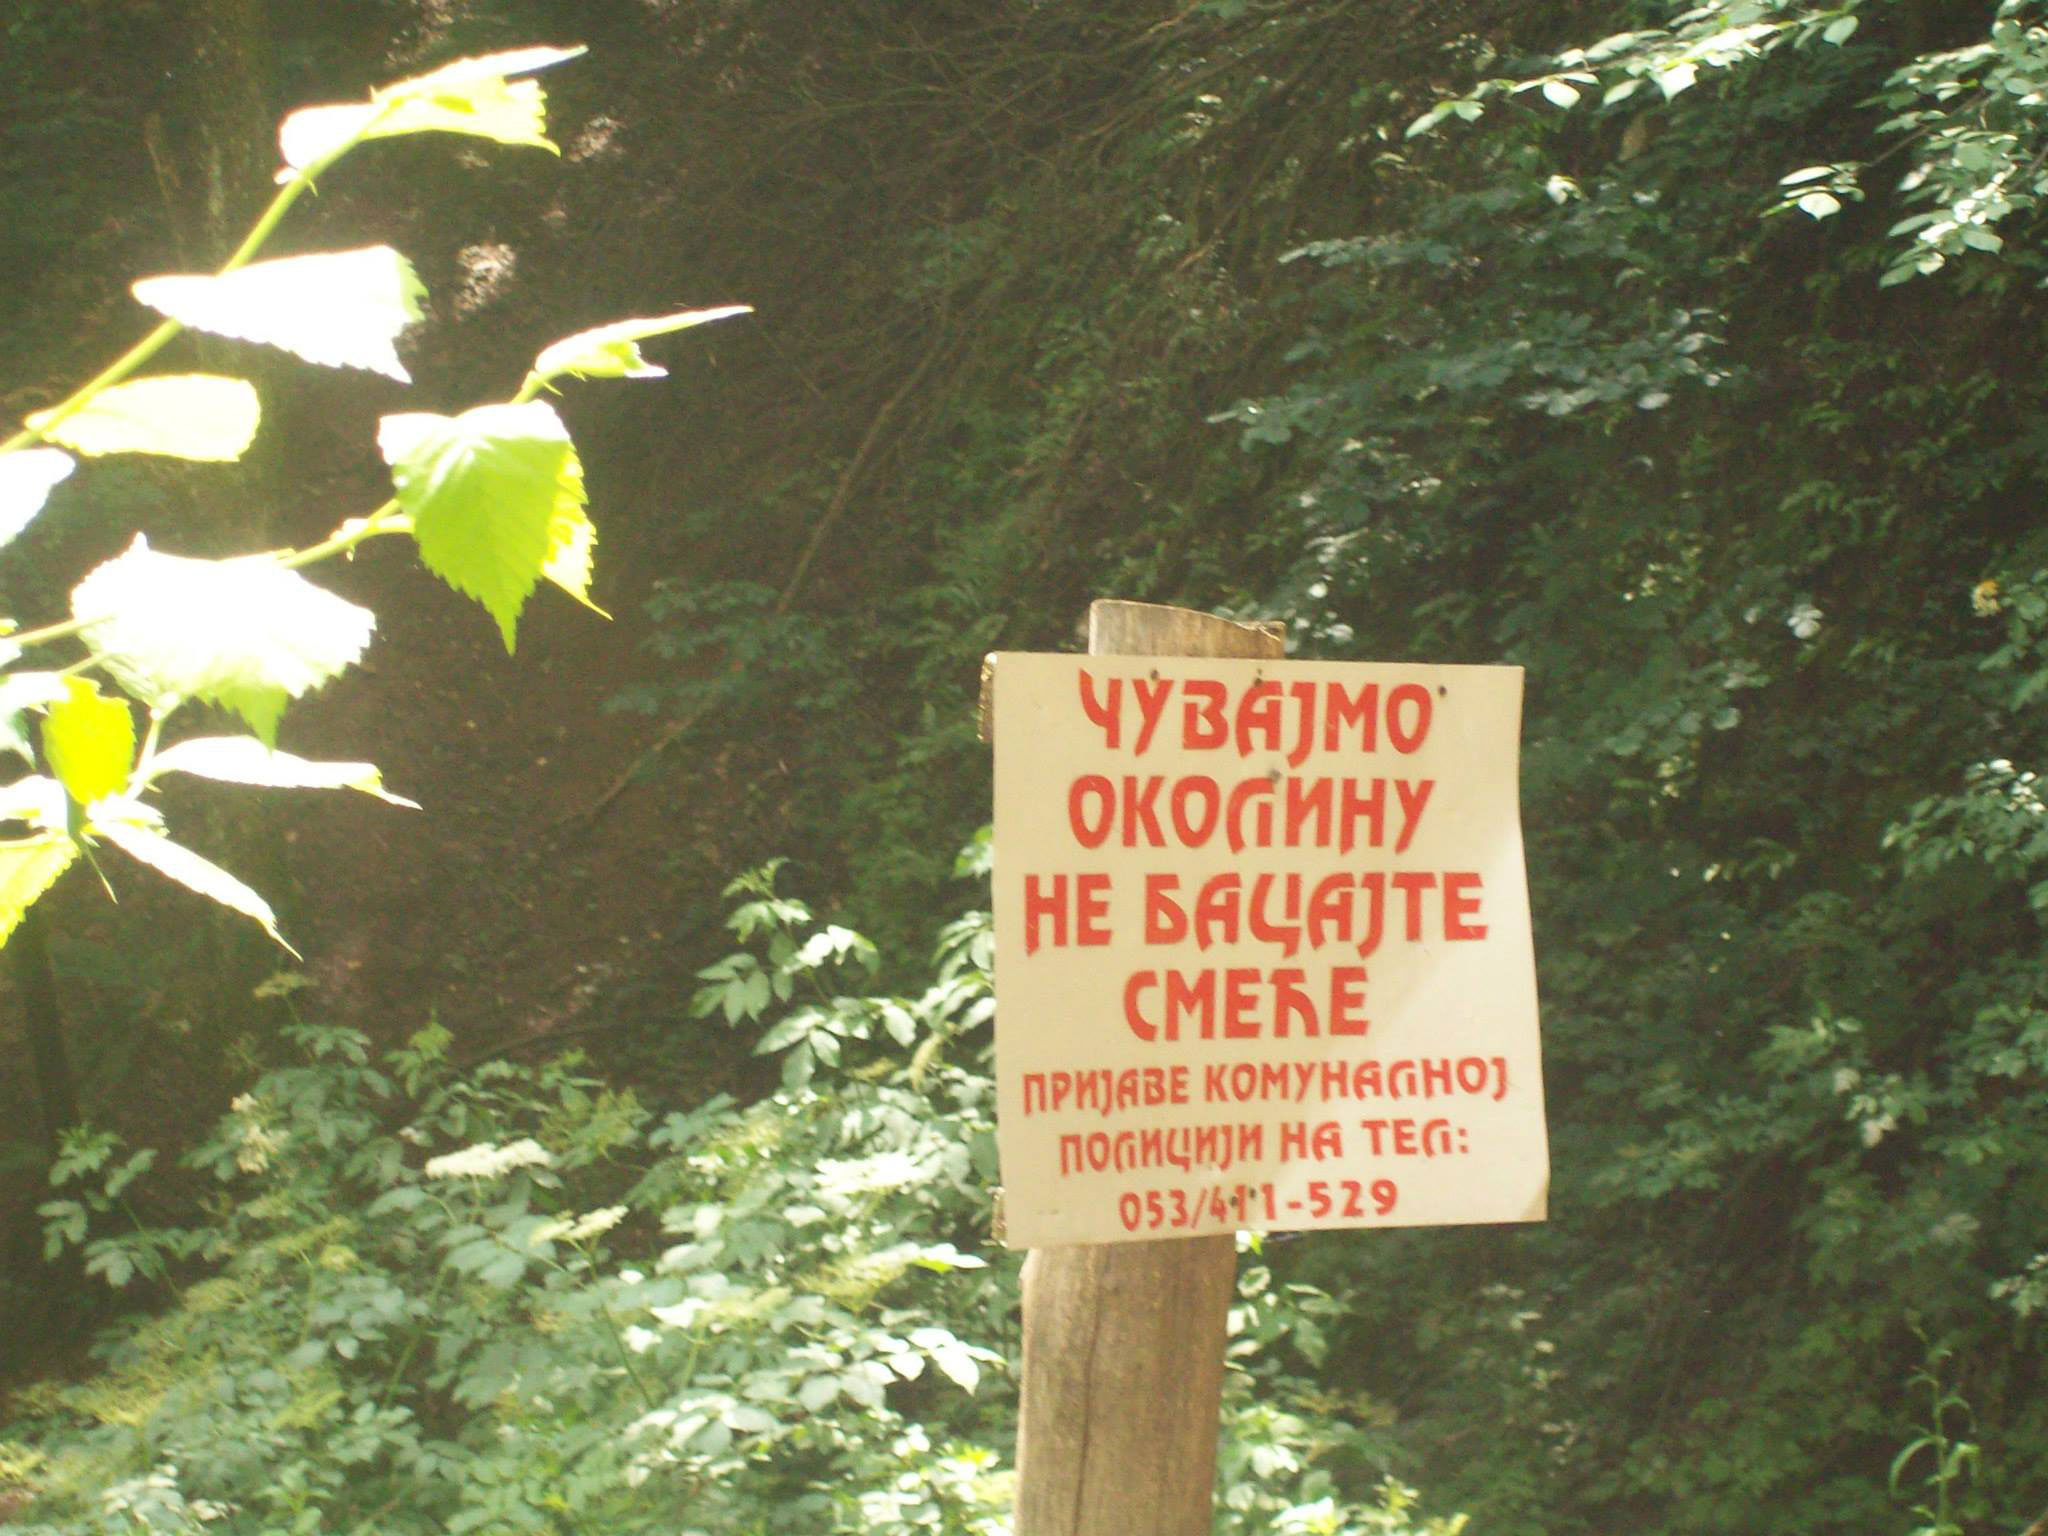 ЧУВАЈМО
ОКОЛИНУ
НЕ БАЦАЈТЕ
СМЕЋЕ
ПРИЈАВЕ КОМУНАЛНОЈ
ПОЛИЦИЈИ НА ТЕЛ:
053/411-529